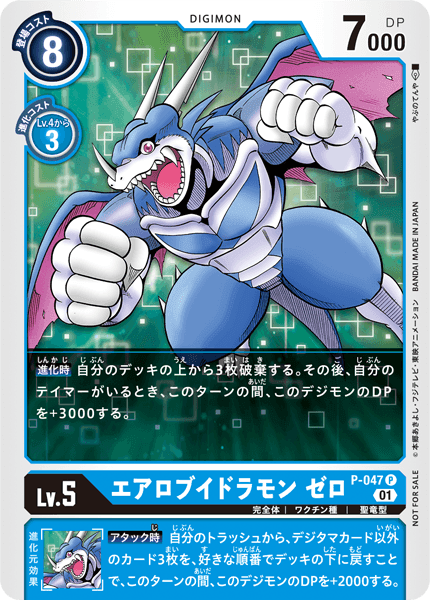 登場コスト
8
DIGIMON
7000
DP
進化コスト
Lv.4から
3
やぶのてんや
© 本郷あきよし・フジテレビ・東映アニメーション
BANDAI MADE IN JAPAN
進化時 自分のデッキの上から3枚破棄する。その後、自分の
テイマーがいるとき、このターンの間、このデジモンのDP
を+3000する。
Lv.5
エアロブイドラモン ゼロ
P-047 P
01
完全体 | ワクチン種 | 聖竜型
NOT FOR SALE
進化元効果
アタック時 自分のトラッシュから、デジタマカード以外
のカード3枚を、好きな順番でデッキの下に戻すこと
で、このターンの間、このデジモンのDPを+2000する。